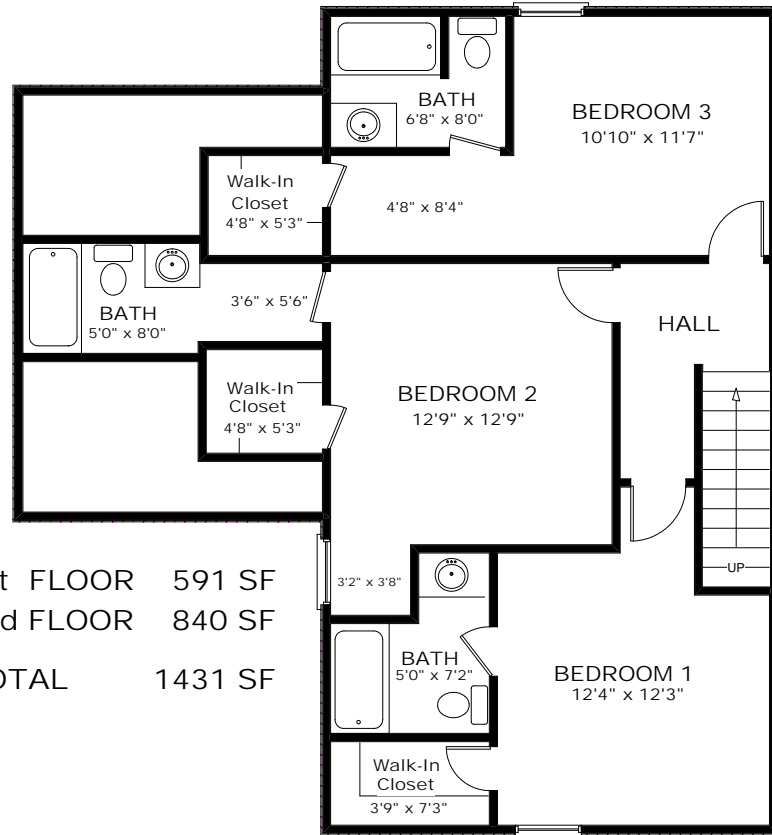 BATH
6'8" x 8'0"
BEDROOM 3
10'10" x 11'7"
Walk-In
Closet
4'8" x 5'3"
4'8" x 8'4"
BATH
5'0" x 8'0"
3'6" x 5'6"
HALL
Walk-In
Closet
4'8" x 5'3"
BEDROOM 2
12'9" x 12'9"
UP
3'2" x 3'8"
t FLOOR 591 SF
d FLOOR 840 SF
OTAL 1431 SF
BATH
5'0" x 7'2"
BEDROOM 1
12'4" x 12'3"
Walk-In
Closet
3'9" x 7'3"